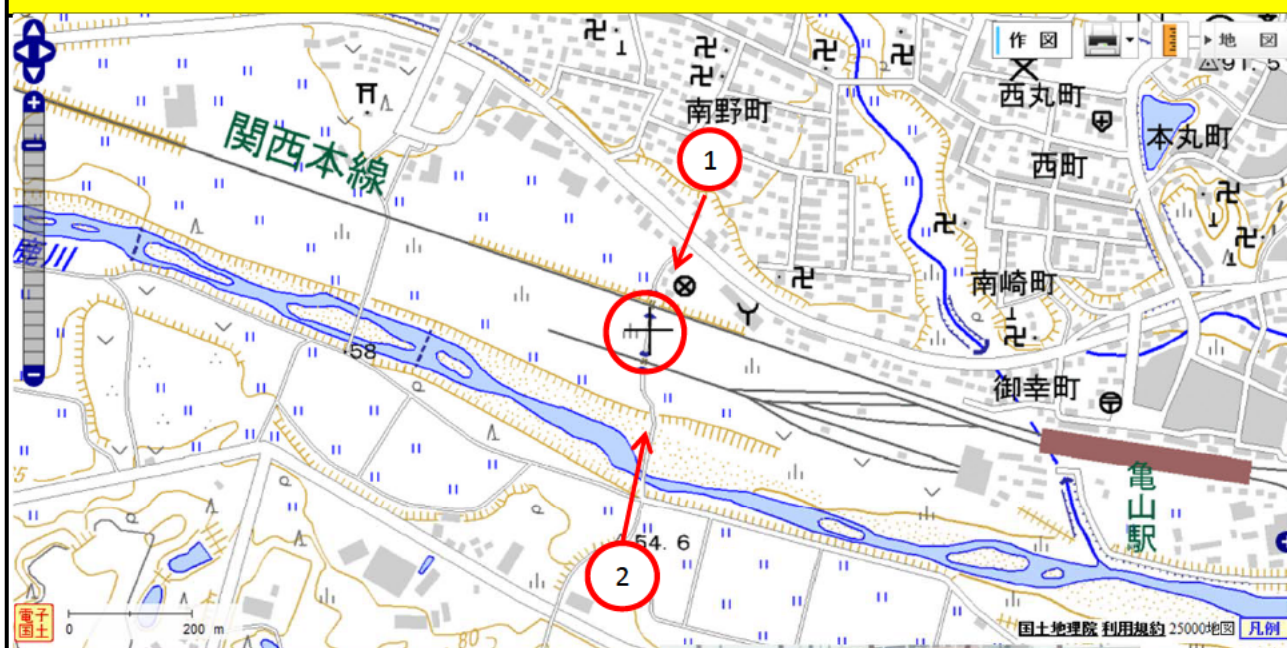 作 図
地 図
91.5
西丸町
南野町
本丸町
関西本線
1
西町
川
南崎町
58
御幸町
亀山駅
54.6
2
電子国土
0 200 m
80
国土地理院 利用規約 25000地図 凡例